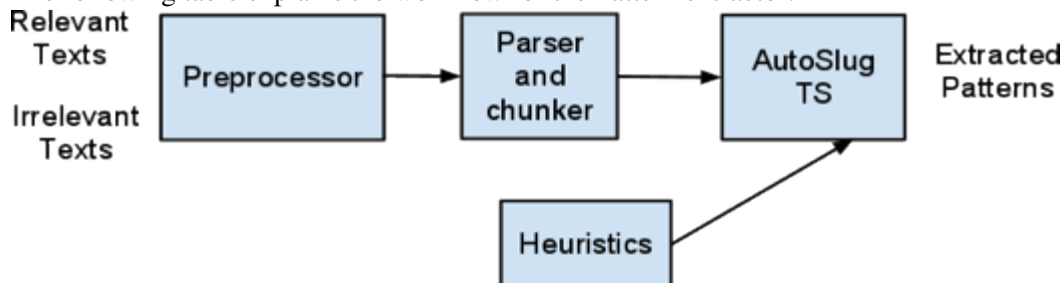 Relevant
Texts
Irrelevant
Texts
Preprocessor
Parser
and
chunker
AutoSlug
TS
Extracted
Patterns
Heuristics